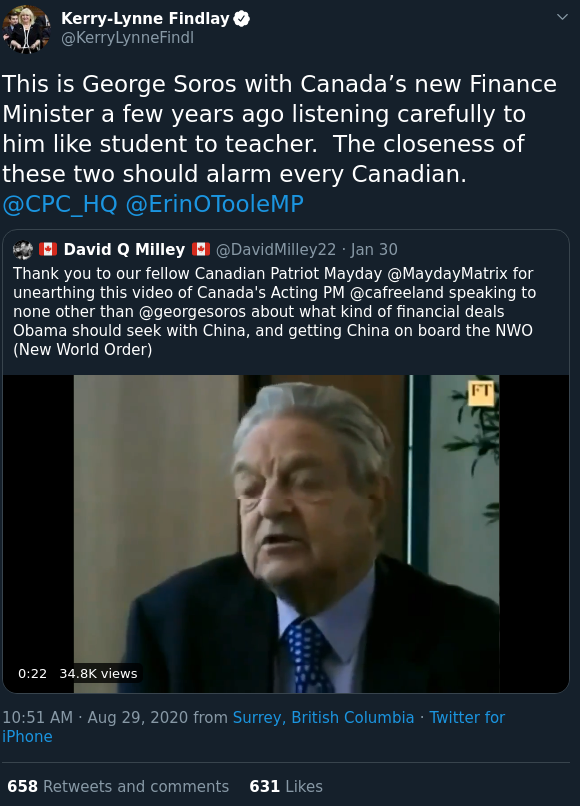 Kerry-Lynne Findlay
@KerryLynneFindl
This is George Soros with Canada’s new Finance
Minister a few years ago listening carefully to
him like student to teacher.  The closeness of
these two should alarm every Canadian.
@CPC_HQ @ErinOTooleMP
🇨🇦 David Q Milley 🇨🇦 @DavidMilley22 · Jan 30
Thank you to our fellow Canadian Patriot Mayday @MaydayMatrix for
unearthing this video of Canada's Acting PM @cafreeland speaking to
none other than @georgesoros about what kind of financial deals
Obama should seek with China, and getting China on board the NWO
(New World Order)
FT
0:22 34.8K views
10:51 AM · Aug 29, 2020 from Surrey, British Columbia · Twitter for
iPhone
658 Retweets and comments 631 Likes